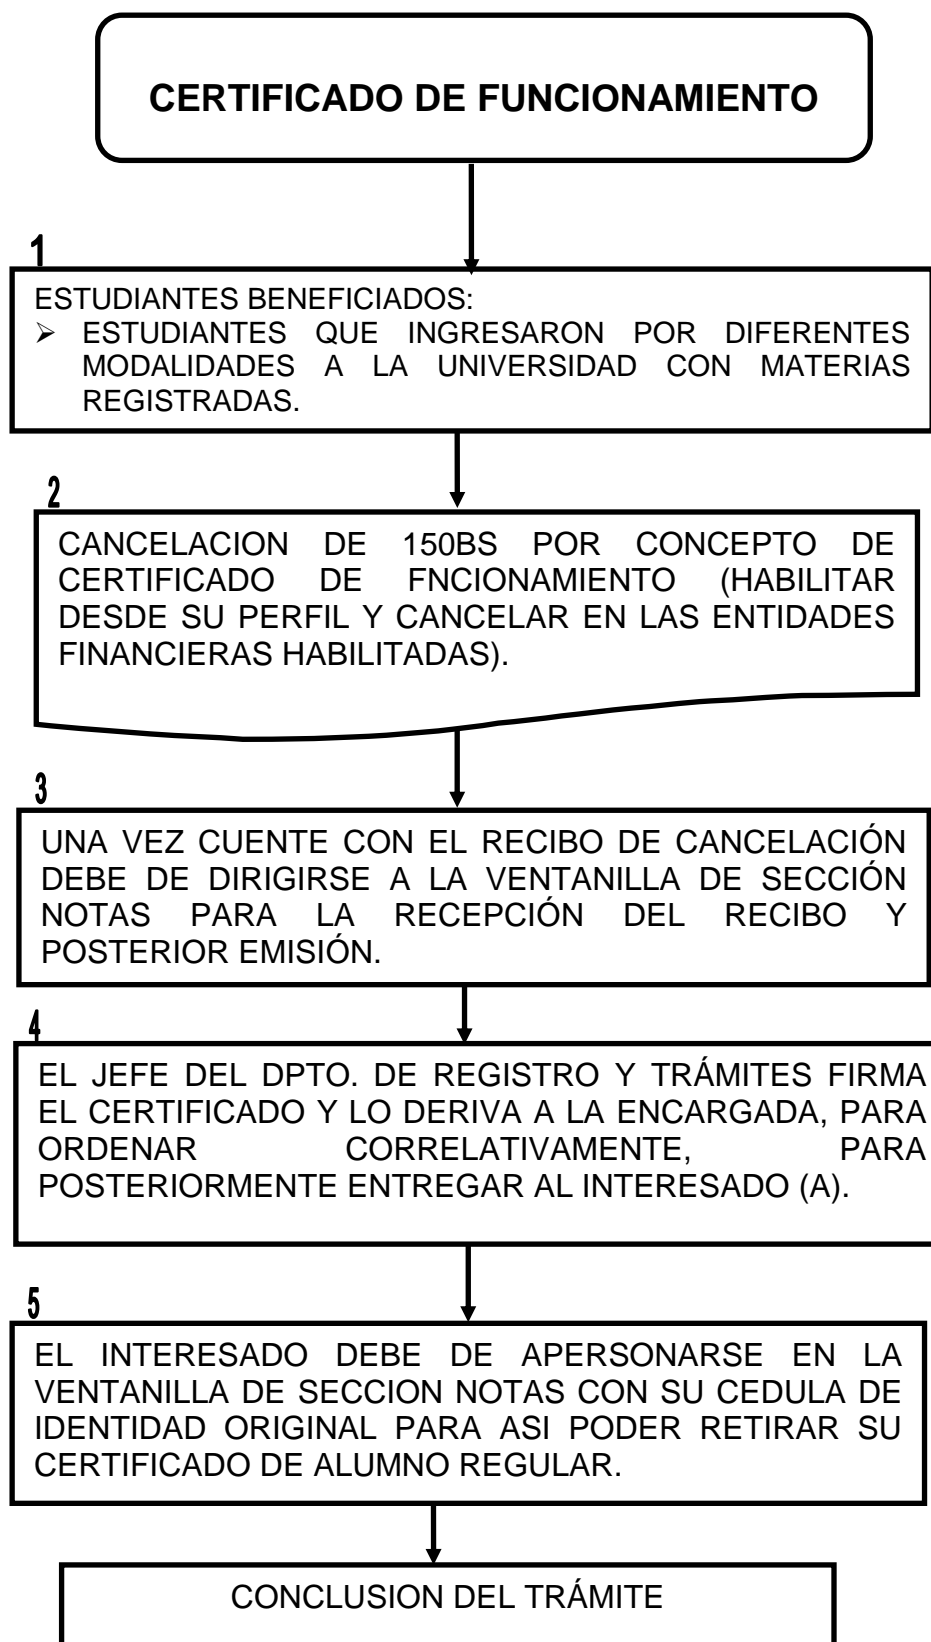 CERTIFICADO DE FUNCIONAMIENTO
1
ESTUDIANTES BENEFICIADOS:
➢ ESTUDIANTES QUE INGRESARON POR DIFERENTES
MODALIDADES A LA UNIVERSIDAD CON MATERIAS
REGISTRADAS.
2
CANCELACION DE 150BS POR CONCEPTO DE
CERTIFICADO DE FNCIONAMIENTO (HABILITAR
DESDE SU PERFIL Y CANCELAR EN LAS ENTIDADES
FINANCIERAS HABILITADAS).
3
UNA VEZ CUENTE CON EL RECIBO DE CANCELACIÓN
DEBE DE DIRIGIRSE A LA VENTANILLA DE SECCIÓN
NOTAS PARA LA RECEPCIÓN DEL RECIBO Y
POSTERIOR EMISIÓN.
4
EL JEFE DEL DPTO. DE REGISTRO Y TRÁMITES FIRMA
EL CERTIFICADO Y LO DERIVA A LA ENCARGADA, PARA
ORDENAR CORRELATIVAMENTE, PARA
POSTERIORMENTE ENTREGAR AL INTERESADO (A).
5
EL INTERESADO DEBE DE APERSONARSE EN LA
VENTANILLA DE SECCION NOTAS CON SU CEDULA DE
IDENTIDAD ORIGINAL PARA ASI PODER RETIRAR SU
CERTIFICADO DE ALUMNO REGULAR.
CONCLUSION DEL TRÁMITE